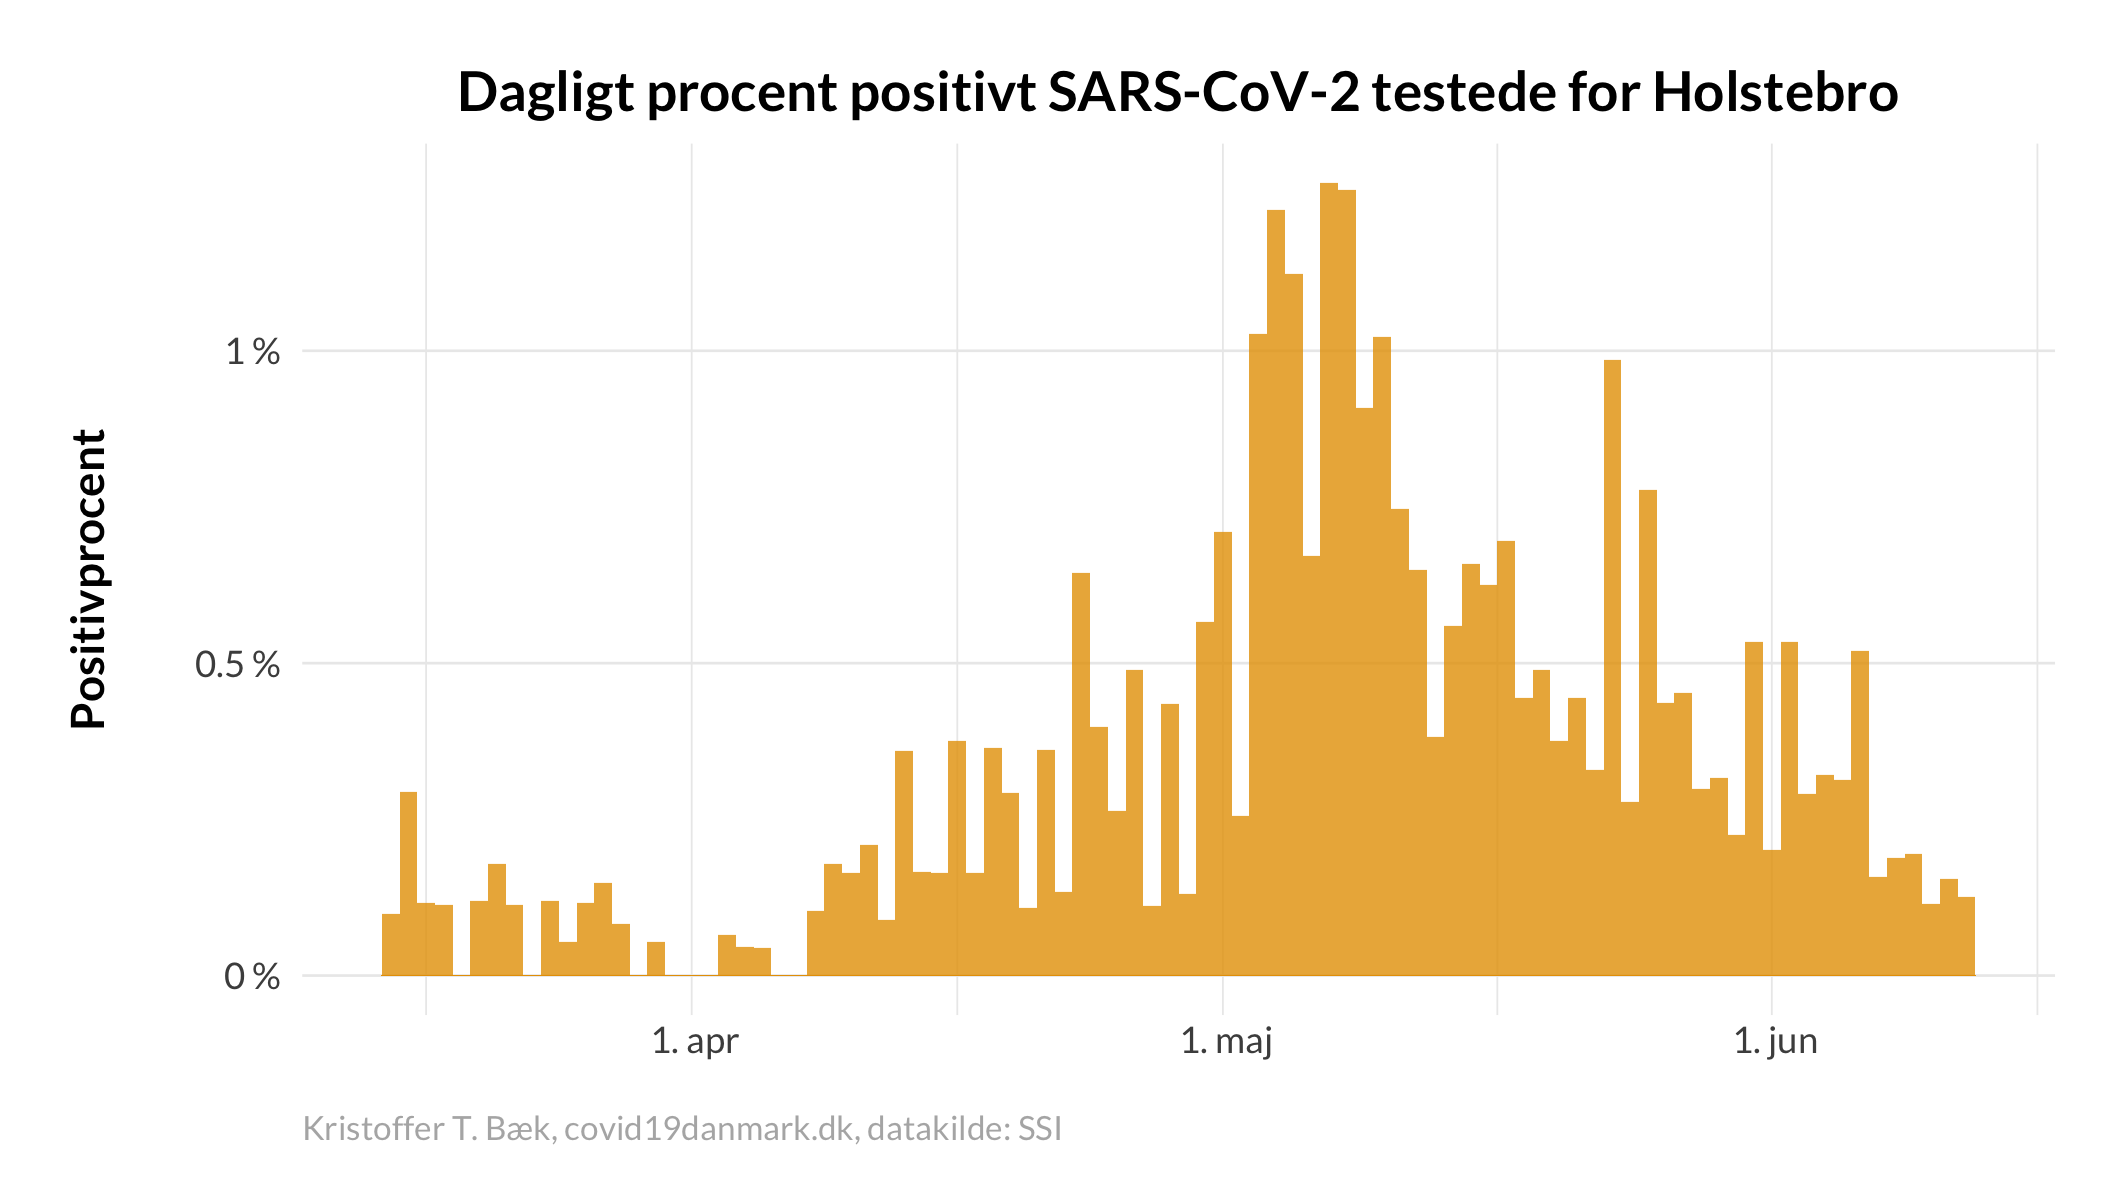 Dagligt procent positivt SARS-CoV-2 testede for Holstebro
Positivprocent
1 %
0.5 %
0 %
1. apr
1. maj
1. jun
Kristoffer T. Bæk, covid19danmark.dk, datakilde: SSI